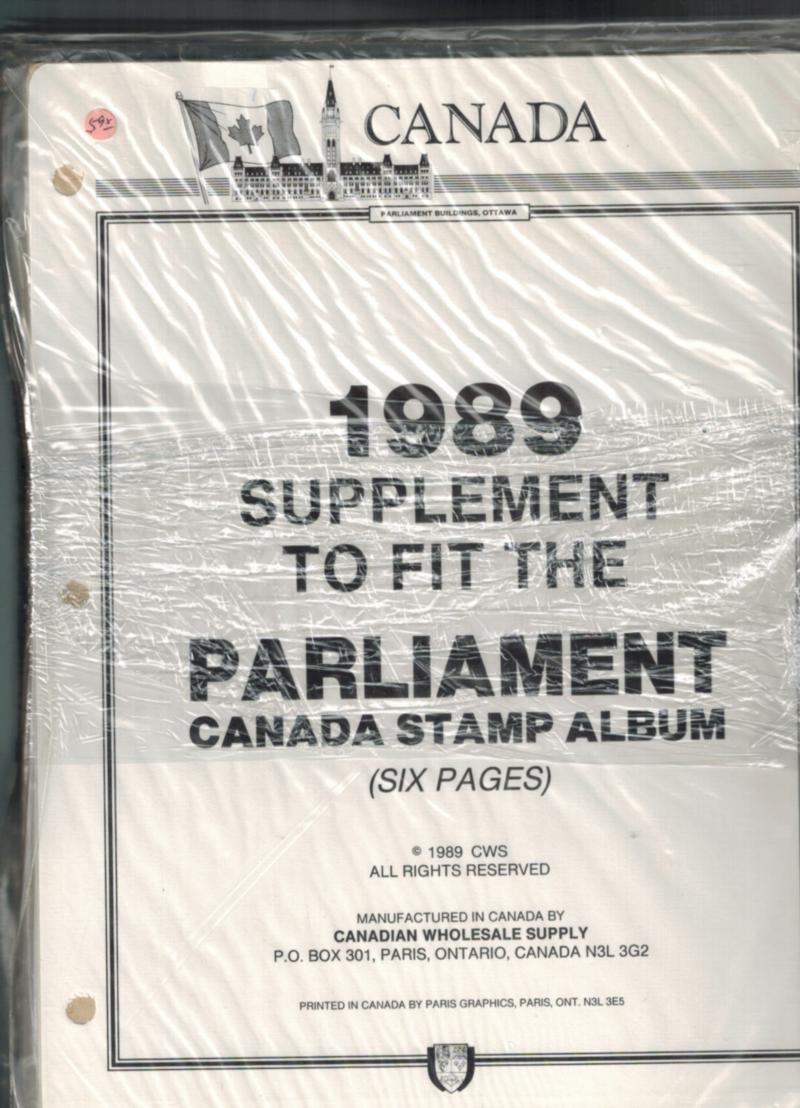 CANADA
PARLIAMENT BUILDINGS, OTTAWA
1989
SUPPLEMENT
TO FIT THE
PARLIAMENT
CANADA STAMP ALBUM
(SIX PAGES)
© 1989 CWS
ALL RIGHTS RESERVED
MANUFACTURED IN CANADA BY
CANADIAN WHOLESALE SUPPLY
P.O. BOX 301, PARIS, ONTARIO, CANADA N3L 3G2
PRINTED IN CANADA BY PARIS GRAPHICS, PARIS, ONT. N3L 3E5